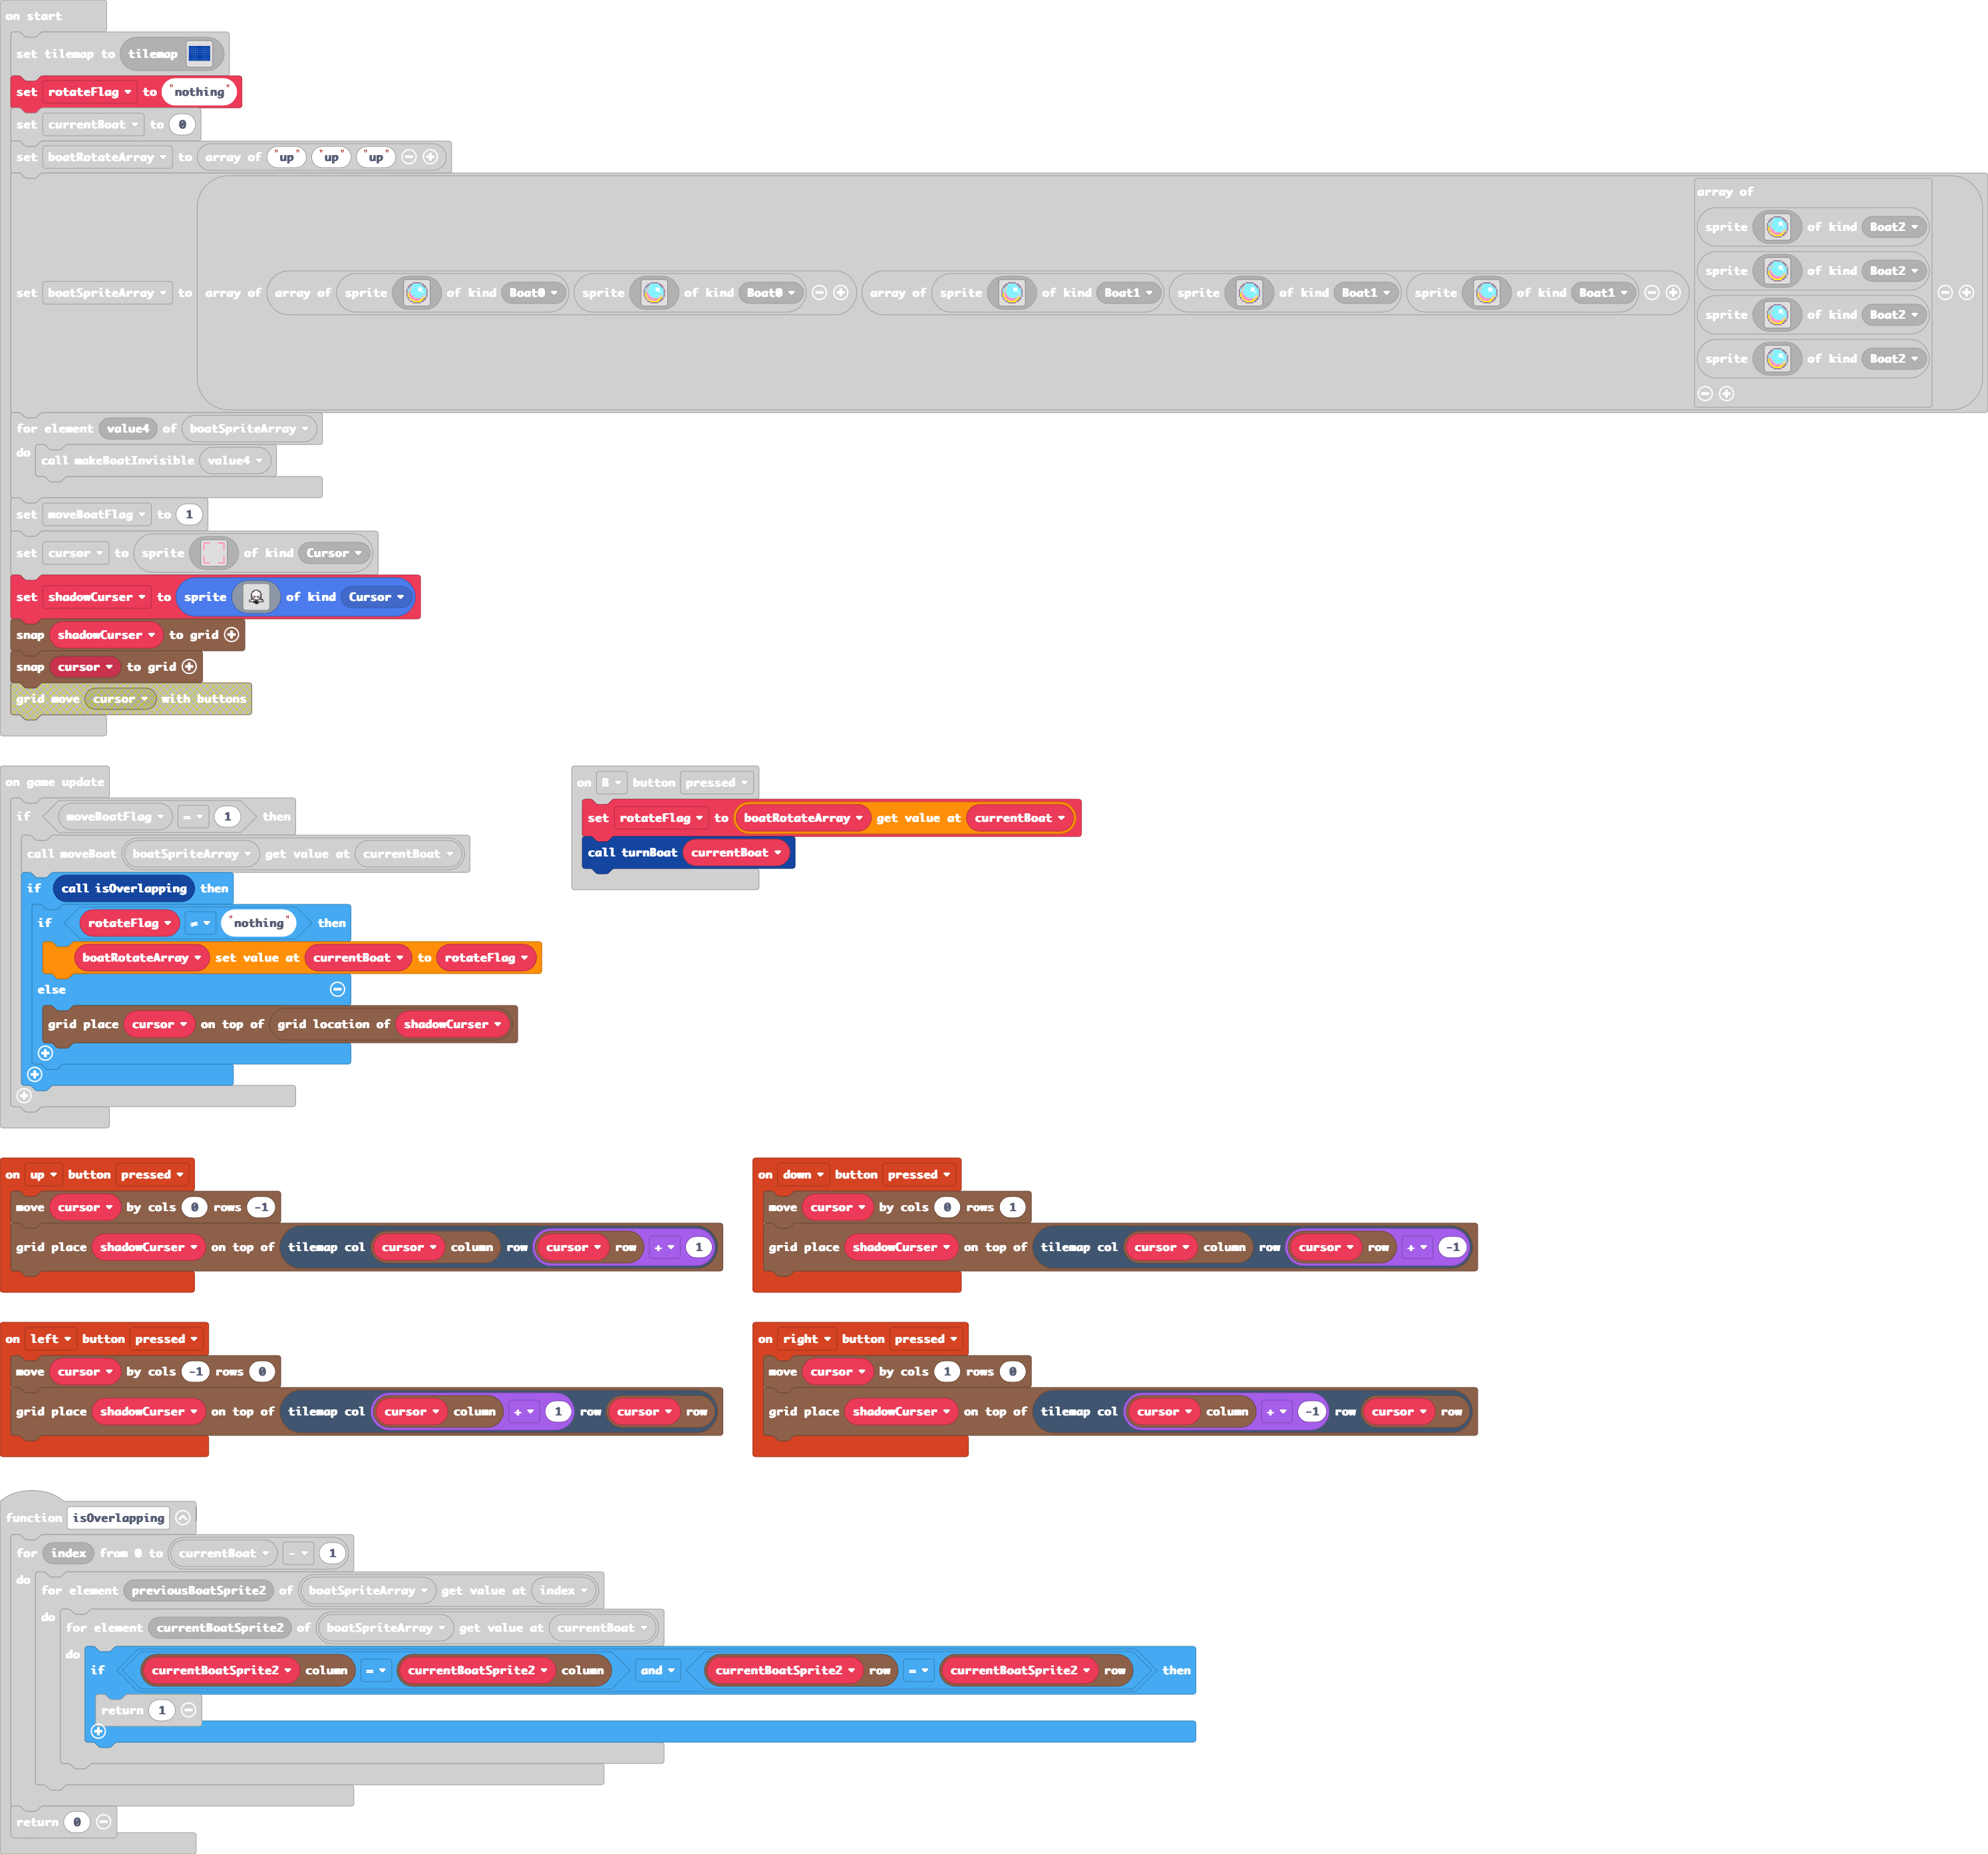 on start
set tilemap to tilemap
set rotateFlag to "nothing"
set currentBoat to 0
set boatRotateArray to array of "up" "up" "up"
array of
sprite of kind Boat2
sprite of kind Boat2
set boatSpriteArray to array of array of sprite of kind Boat0 sprite of kind Boat0 array of sprite of kind Boat1 sprite of kind Boat1 sprite of kind Boat1
sprite of kind Boat2
sprite of kind Boat2
for element value4 of boatSpriteArray
do call makeBoatInvisible value4
set moveBoatFlag to 1
set cursor to sprite of kind Cursor
set shadowCurser to sprite of kind Cursor
snap shadowCurser to grid
snap cursor to grid
grid move cursor with buttons
on game update
if moveBoatFlag = 1 then
call moveBoat boatSpriteArray get value at currentBoat
if call isOverlapping then
if rotateFlag ≠ "nothing" then
boatRotateArray set value at currentBoat to rotateFlag
else
grid place cursor on top of grid location of shadowCurser
on B button pressed
set rotateFlag to boatRotateArray get value at currentBoat
call turnBoat currentBoat
on up button pressed
move cursor by cols 0 rows -1
grid place shadowCurser on top of tilemap col cursor column row cursor row + 1
on down button pressed
move cursor by cols 0 rows 1
grid place shadowCurser on top of tilemap col cursor column row cursor row + -1
on left button pressed
move cursor by cols -1 rows 0
grid place shadowCurser on top of tilemap col cursor column + 1 row cursor row
on right button pressed
move cursor by cols 1 rows 0
grid place shadowCurser on top of tilemap col cursor column + -1 row cursor row
function isOverlapping
for index from 0 to currentBoat - 1
do for element previousBoatSprite2 of boatSpriteArray get value at index
do for element currentBoatSprite2 of boatSpriteArray get value at currentBoat
do if currentBoatSprite2 column = currentBoatSprite2 column and currentBoatSprite2 row = currentBoatSprite2 row then
return 1
return 0